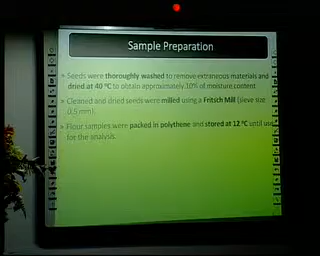 Sample Preparation
Seeds were thoroughly washed to remove extraneous materials and
dried at 40 ºC to obtain approximately 10% of moisture content
Cleaned and dried seeds were milled using a Fritsch Mill (sieve size
0.5 mm).
Flour samples were packed in polythene and stored at 12 ºC until use
for the analysis.